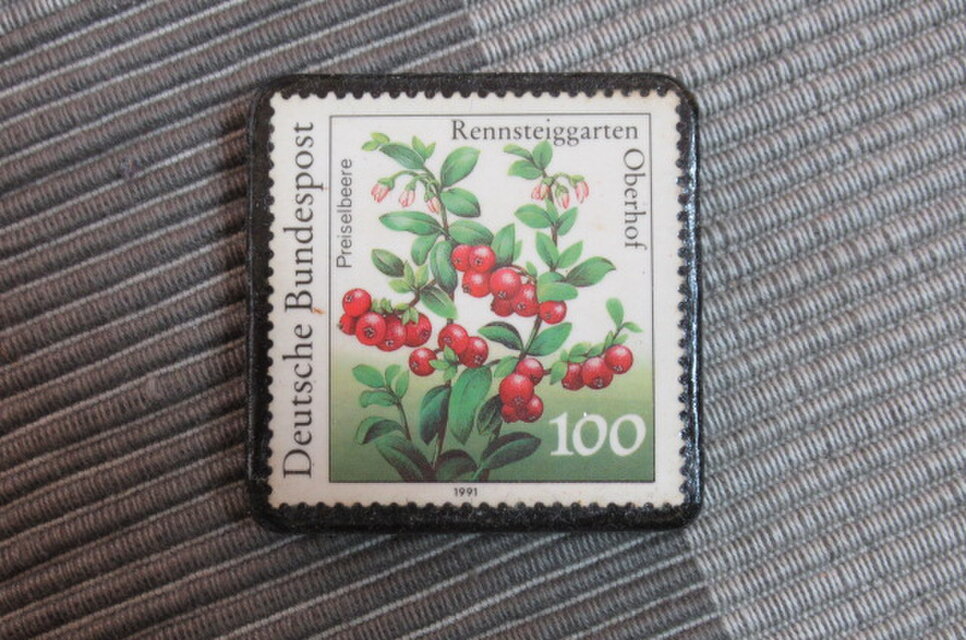 Deutsche Bundespost
Preiselbeere
Rennsteiggarten
Oberhof
100
1991